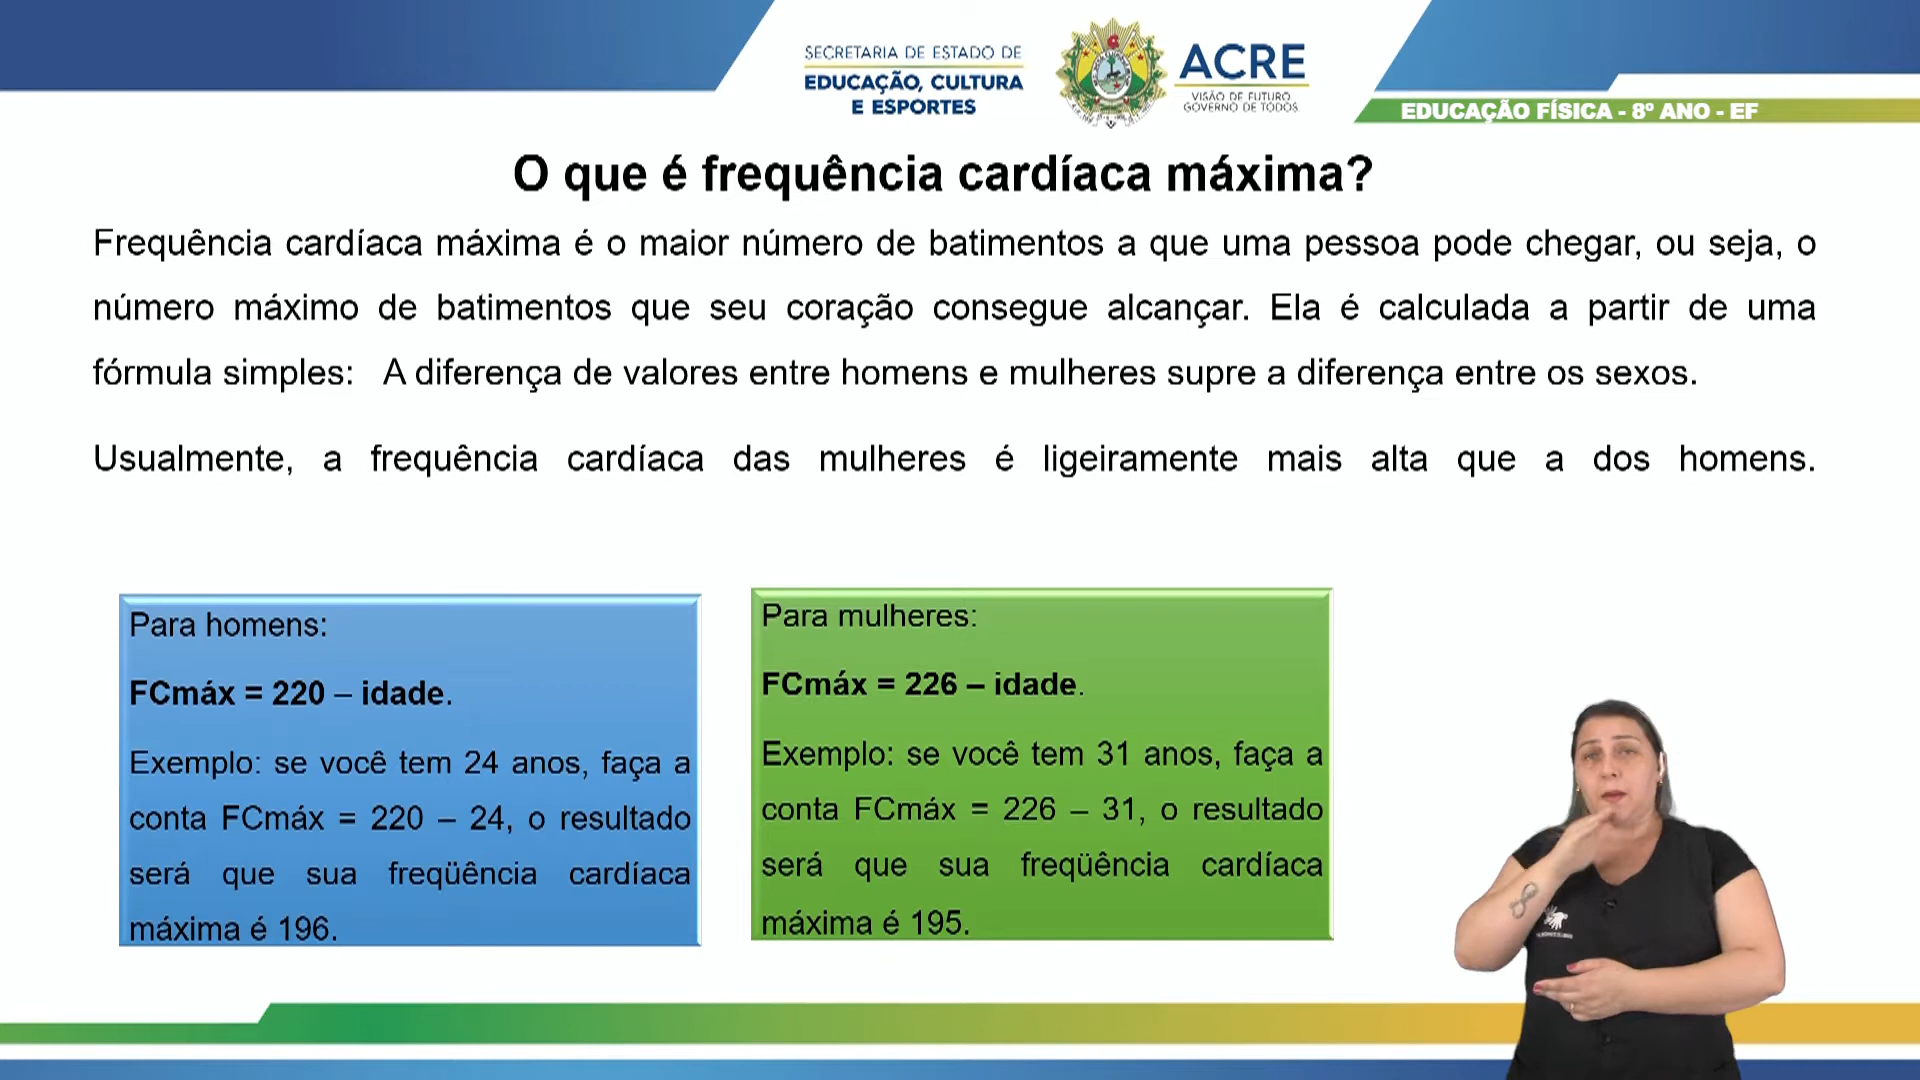 SECRETARIA DE ESTADO DE
EDUCAÇÃO, CULTURA
E ESPORTES
ACRE
VISÃO DE FUTURO
GOVERNO DE TODOS
EDUCAÇÃO FÍSICA - 8º ANO - EF
O que é frequência cardíaca máxima?
Frequência cardíaca máxima é o maior número de batimentos a que uma pessoa pode chegar, ou seja, o
número máximo de batimentos que seu coração consegue alcançar. Ela é calculada a partir de uma
fórmula simples: A diferença de valores entre homens e mulheres supre a diferença entre os sexos.
Usualmente, a frequência cardíaca das mulheres é ligeiramente mais alta que a dos homens.
Para homens:
FCmáx = 220 – idade.
Exemplo: se você tem 24 anos, faça a
conta FCmáx = 220 – 24, o resultado
será que sua freqüência cardíaca
máxima é 196.
Para mulheres:
FCmáx = 226 – idade.
Exemplo: se você tem 31 anos, faça a
conta FCmáx = 226 – 31, o resultado
será que sua freqüência cardíaca
máxima é 195.